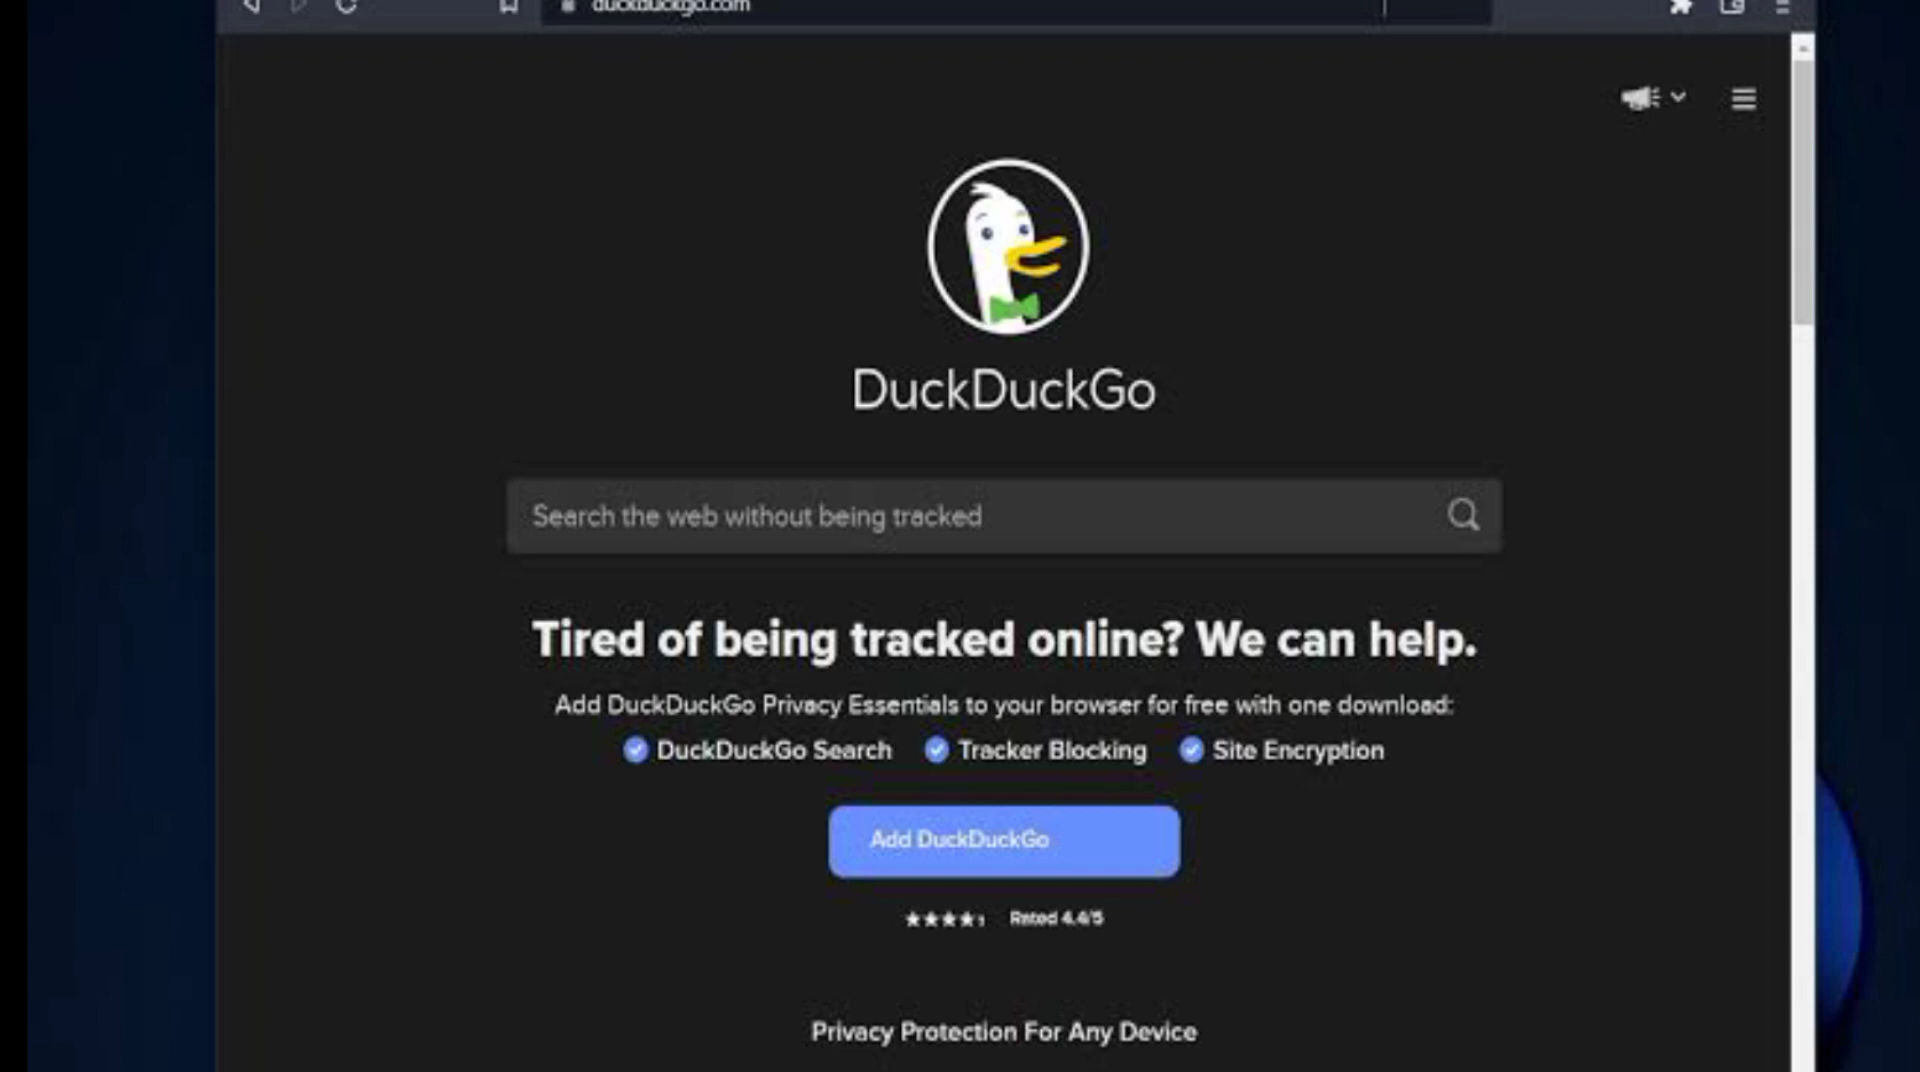 duckduckgo.com
DuckDuckGo
Search the web without being tracked
Tired of being tracked online? We can help.
Add DuckDuckGo Privacy Essentials to your browser for free with one download:
DuckDuckGo Search Tracker Blocking Site Encryption
Add DuckDuckGo
Rated 4.4/5
Privacy Protection For Any Device